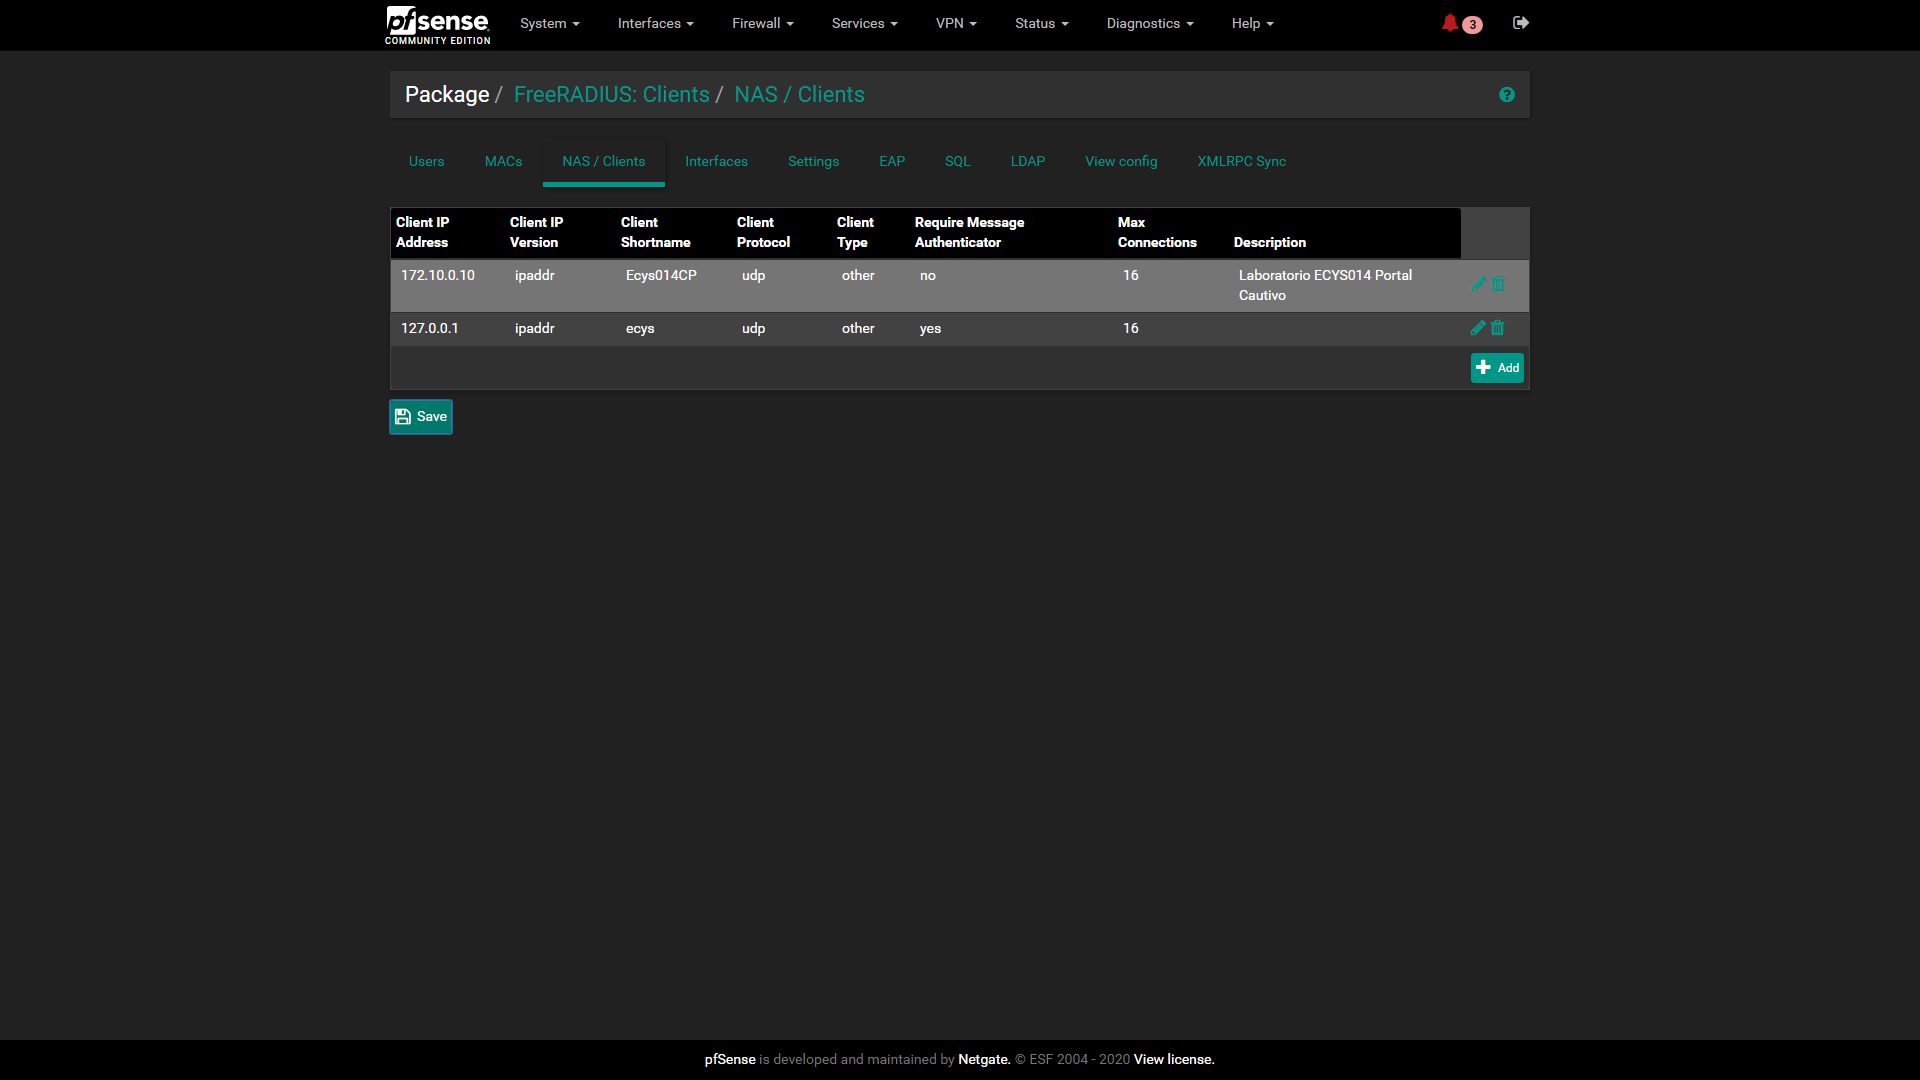 pfsense
COMMUNITY EDITION
System
Interfaces
Firewall
Services
VPN
Status
Diagnostics
Help
3
Package / FreeRADIUS: Clients / NAS / Clients
Users
MACs
NAS / Clients
Interfaces
Settings
EAP
SQL
LDAP
View config
XMLRPC Sync
Client IP Address
Client IP Version
Client Shortname
Client Protocol
Client Type
Require Message Authenticator
Max Connections
Description
172.10.0.10 ipaddr Ecys014CP udp other no 16 Laboratorio ECYS014 Portal
Cautivo
127.0.0.1 ipaddr ecys udp other yes 16
Add
Save
pfSense is developed and maintained by Netgate. © ESF 2004 - 2020 View license.